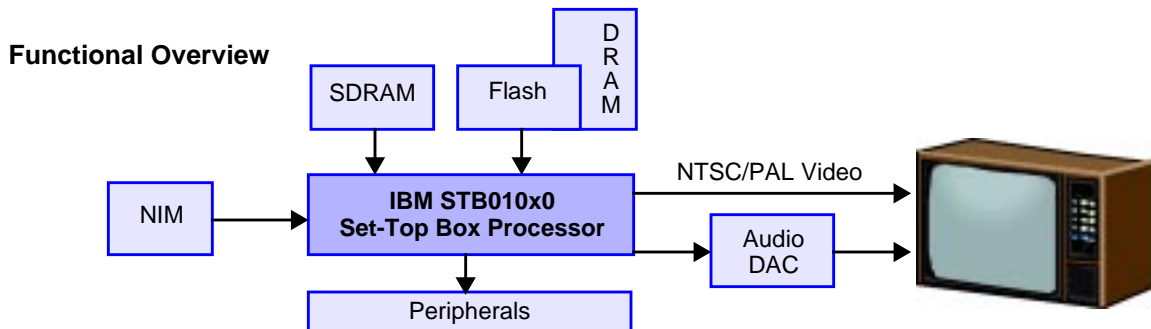 Functional Overview
D
R
A
M
SDRAM
Flash
NTSC/PAL Video
NIM
IBM STB010x0
Set-Top Box Processor
Audio
DAC
Peripherals